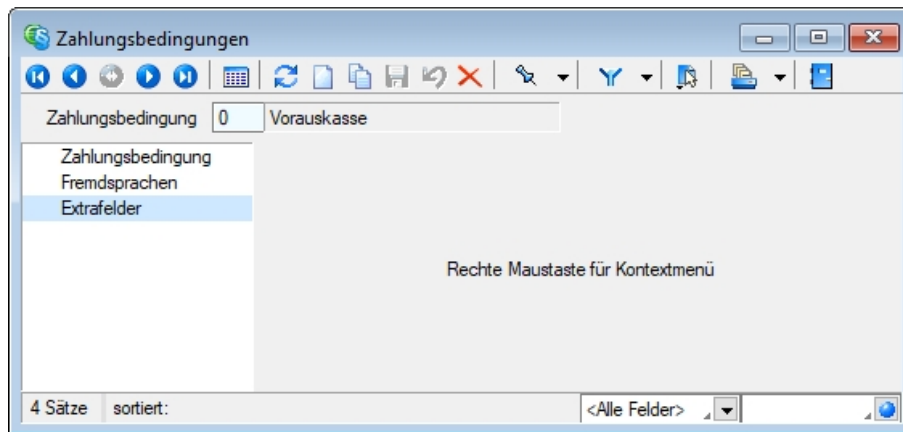 Zahlungsbedingungen
Zahlungsbedingung 0 Vorauskasse
Zahlungsbedingung
Fremdsprachen
Extrafelder
Rechte Maustaste für Kontextmenü
4 Sätze sortiert: <Alle Felder>